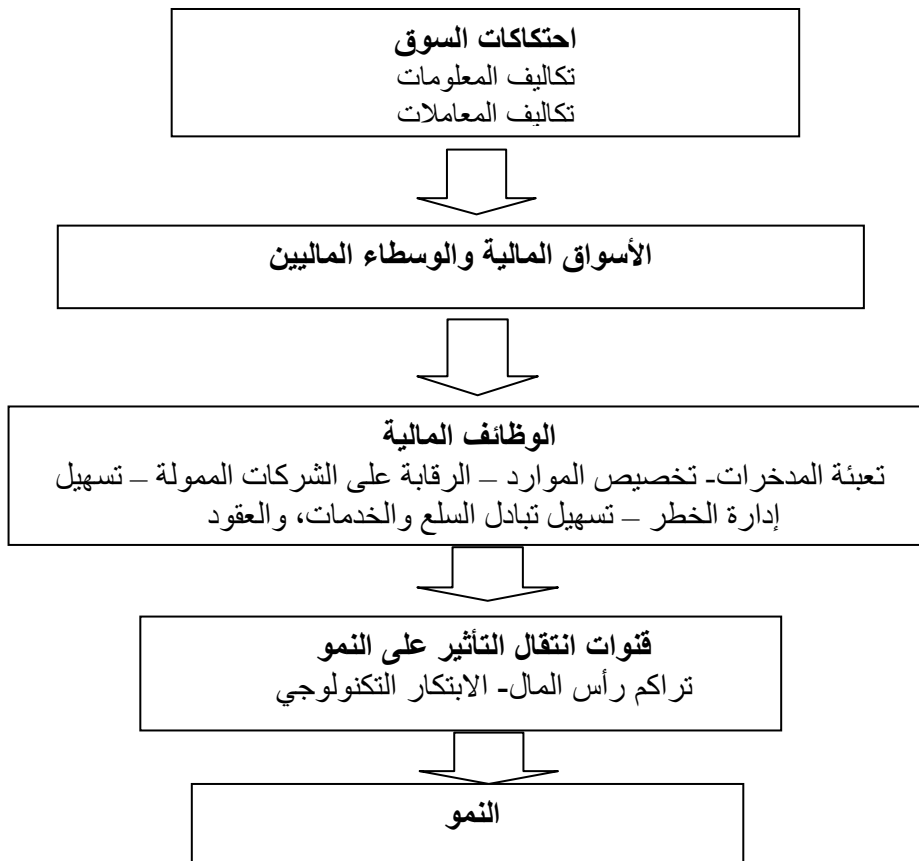 احتكاكات السوق
تكاليف المعلومات
تكاليف المعاملات
الأسواق المالية والوسطاء الماليين
الوظائف المالية
تعبئة المدخرات- تخصيص الموارد – الرقابة على الشركات الممولة – تسهيل
إدارة الخطر – تسهيل تبادل السلع والخدمات، والعقود
قنوات انتقال التأثير على النمو
تراكم رأس المال- الابتكار التكنولوجي
النمو